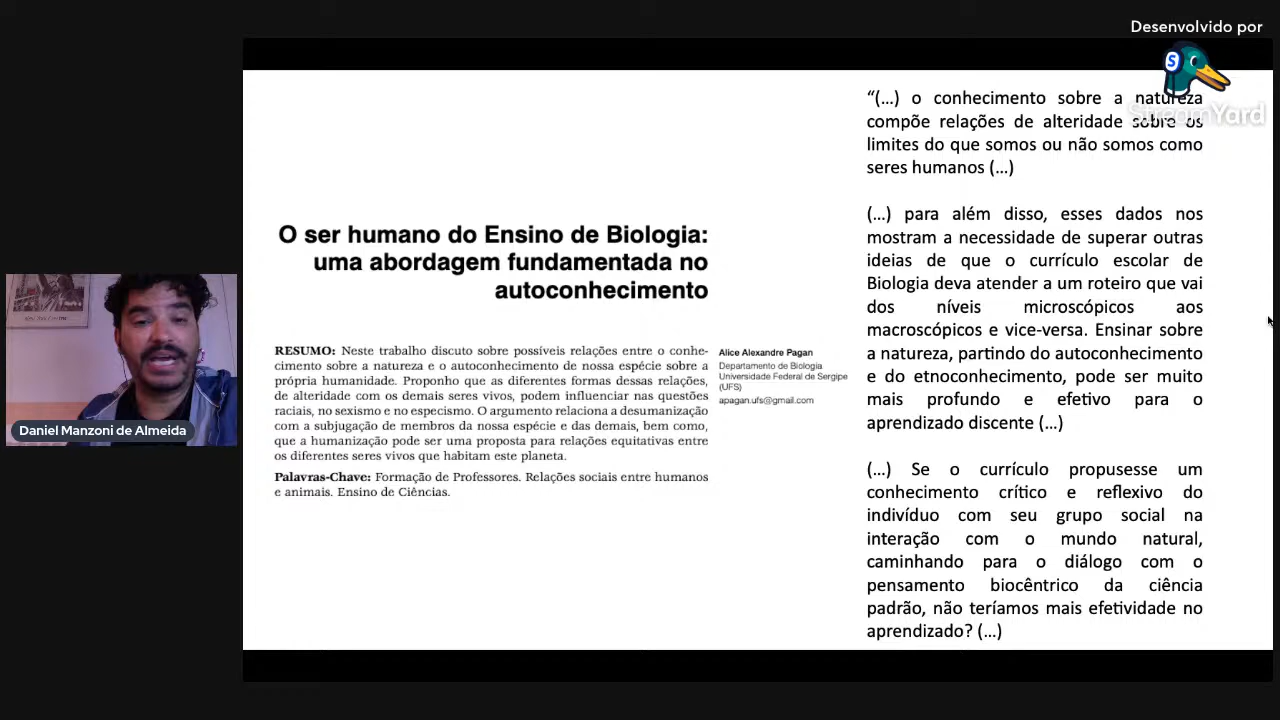 Desenvolvido por
S
StreamYard
“(...) o conhecimento sobre a natureza
compõe relações de alteridade sobre os
limites do que somos ou não somos como
seres humanos (...)
(...) para além disso, esses dados nos
mostram a necessidade de superar outras
ideias de que o currículo escolar de
Biologia deva atender a um roteiro que vai
dos níveis microscópicos aos
macroscópicos e vice-versa. Ensinar sobre
a natureza, partindo do autoconhecimento
e do etnoconhecimento, pode ser muito
mais profundo e efetivo para o
aprendizado discente (...)
(...) Se o currículo propusesse um
conhecimento crítico e reflexivo do
indivíduo com seu grupo social na
interação com o mundo natural,
caminhando para o diálogo com o
pensamento biocêntrico da ciência
padrão, não teríamos mais efetividade no
aprendizado? (...)
O ser humano do Ensino de Biologia:
uma abordagem fundamentada no
autoconhecimento
RESUMO: Neste trabalho discuto sobre possíveis relações entre o conhe-
cimento sobre a natureza e o autoconhecimento de nossa espécie sobre a
própria humanidade. Proponho que as diferentes formas dessas relações,
de alteridade com os demais seres vivos, podem influenciar nas questões
raciais, no sexismo e no especismo. O argumento relaciona a desumanização
com a subjugação de membros da nossa espécie e das demais, bem como,
que a humanização pode ser uma proposta para relações equitativas entre
os diferentes seres vivos que habitam este planeta.
Palavras-Chave: Formação de Professores. Relações sociais entre humanos
e animais. Ensino de Ciências.
Alice Alexandre Pagan
Departamento de Biologia
Universidade Federal de Sergipe
(UFS)
apagan.ufs@gmail.com
Daniel Manzoni de Almeida